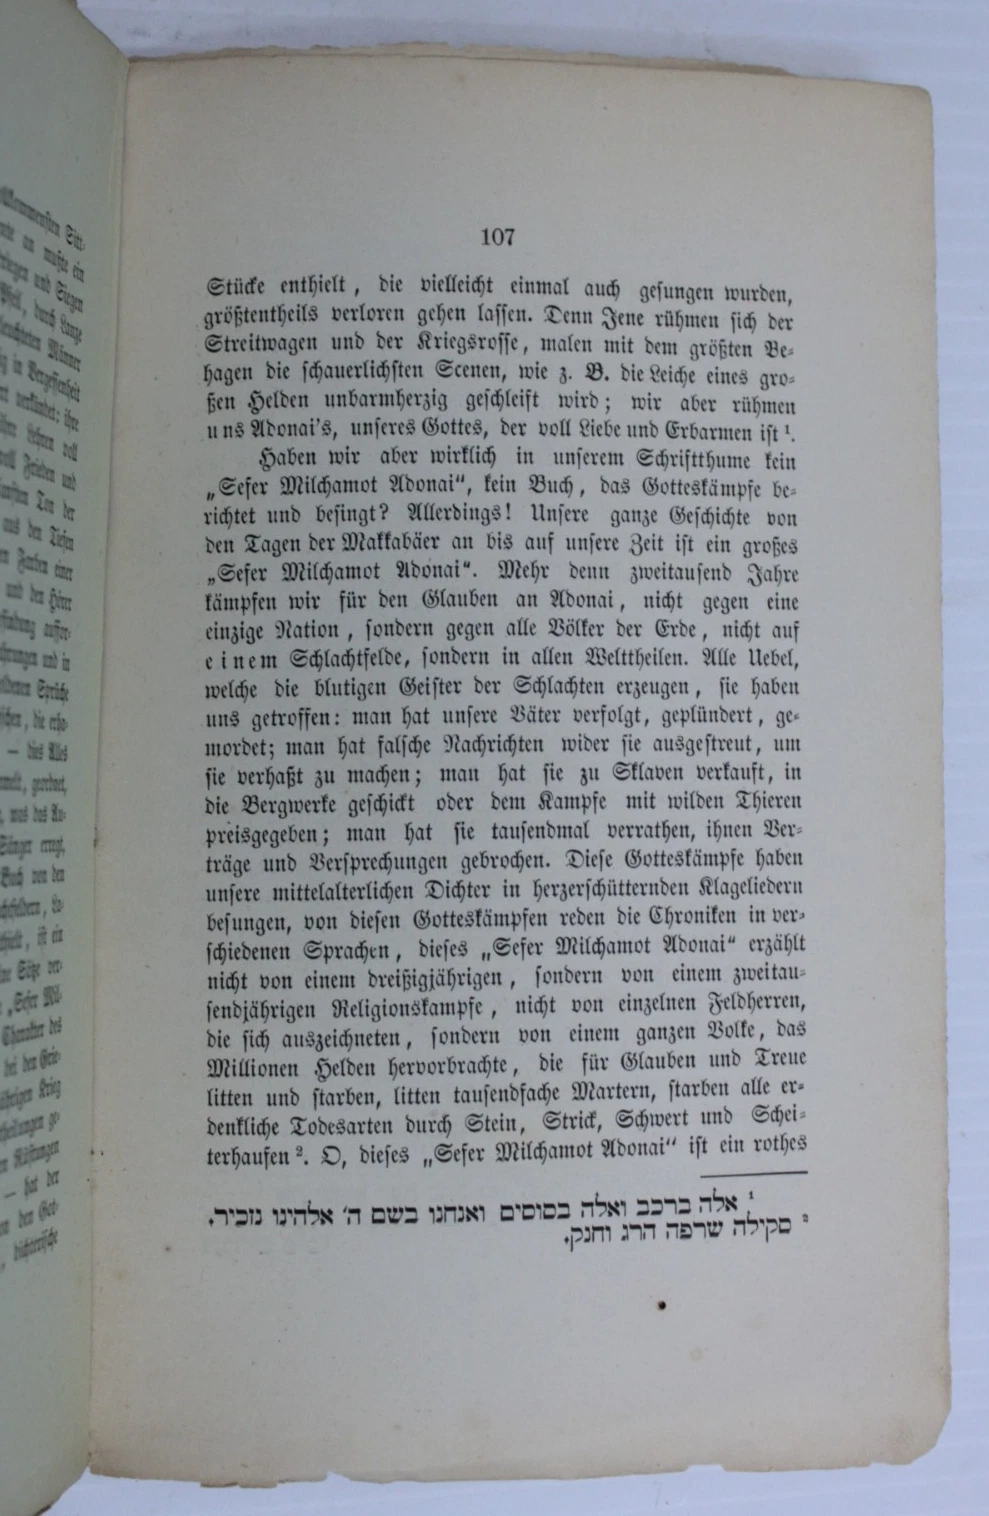 107
Stücke enthielt, die vielleicht einmal auch gesungen wurden,
größtentheils verloren gehen lassen. Denn Jene rühmen sich der
Streitwagen und der Kriegsrosse, malen mit dem größten Be-
hagen die schauerlichsten Scenen, wie z. B. die Leiche eines gro-
ßen Helden unbarmherzig geschleift wird; wir aber rühmen
uns Adonai's, unseres Gottes, der voll Liebe und Erbarmen ist ¹.
Haben wir aber wirklich in unserem Schriftthume kein
„Sefer Milchamot Adonai“, kein Buch, das Gotteskämpfe be-
richtet und besingt? Allerdings! Unsere ganze Geschichte von
den Tagen der Makkabäer an bis auf unsere Zeit ist ein großes
„Sefer Milchamot Adonai“. Mehr denn zweitausend Jahre
kämpfen wir für den Glauben an Adonai, nicht gegen eine
einzige Nation, sondern gegen alle Völker der Erde, nicht auf
einem Schlachtfelde, sondern in allen Welttheilen. Alle Uebel,
welche die blutigen Geister der Schlachten erzeugen, sie haben
uns getroffen: man hat unsere Väter verfolgt, geplündert, ge-
mordet; man hat falsche Nachrichten wider sie ausgestreut, um
sie verhaßt zu machen; man hat sie zu Sklaven verkauft, in
die Bergwerke geschickt oder dem Kampfe mit wilden Thieren
preisgegeben; man hat sie tausendmal verrathen, ihnen Ver-
träge und Versprechungen gebrochen. Diese Gotteskämpfe haben
unsere mittelalterlichen Dichter in herzerschütternden Klageliedern
besungen, von diesen Gotteskämpfen reden die Chroniken in ver-
schiedenen Sprachen, dieses „Sefer Milchamot Adonai“ erzählt
nicht von einem dreißigjährigen, sondern von einem zweitau-
sendjährigen Religionskampfe, nicht von einzelnen Feldherren,
die sich auszeichneten, sondern von einem ganzen Volke, das
Millionen Helden hervorbrachte, die für Glauben und Treue
litten und starben, litten tausendfache Martern, starben alle er-
denkliche Todesarten durch Stein, Strick, Schwert und Schei-
terhaufen ². O, dieses „Sefer Milchamot Adonai“ ist ein rothes
¹ אלה ברכב ואלה בסוסים ואנחנו בשם ה׳ אלהינו נזכיר.
² סקילה שרפה הרג וחנק.